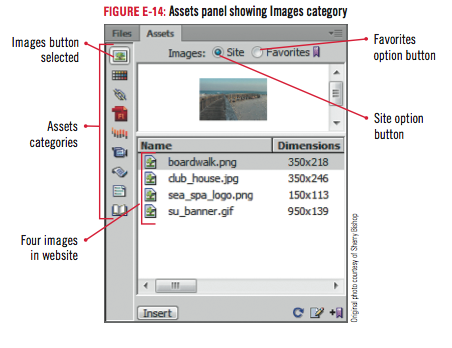 FIGURE E-14: Assets panel showing Images category
Images button
selected
Assets
categories
Four images
in website
Files
Assets
Images:
Site
Favorites
Name
Dimensions
boardwalk.png
350x218
club_house.jpg
350x246
sea_spa_logo.png
150x113
su_banner.gif
950x139
Insert
Favorites
option button
Site option
button
Original photo courtesy of Sherry Bishop